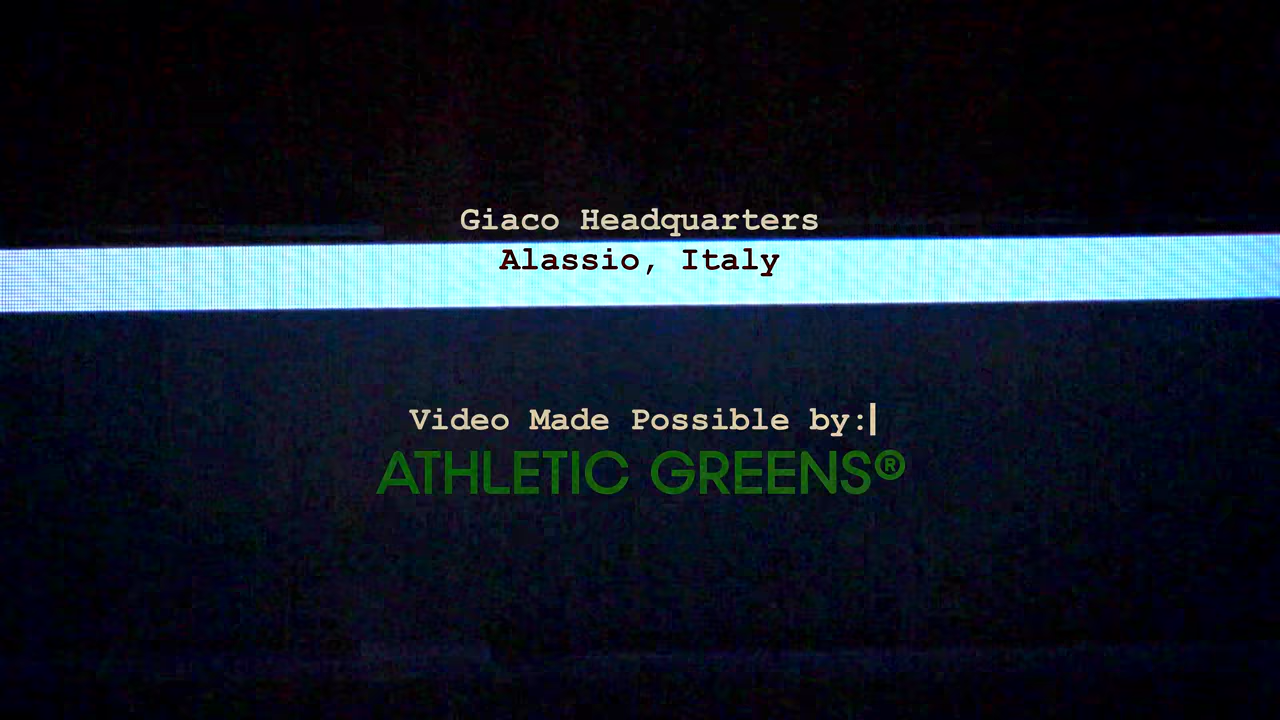 Giaco Headquarters
Alassio, Italy
Video Made Possible by:
ATHLETIC GREENS®